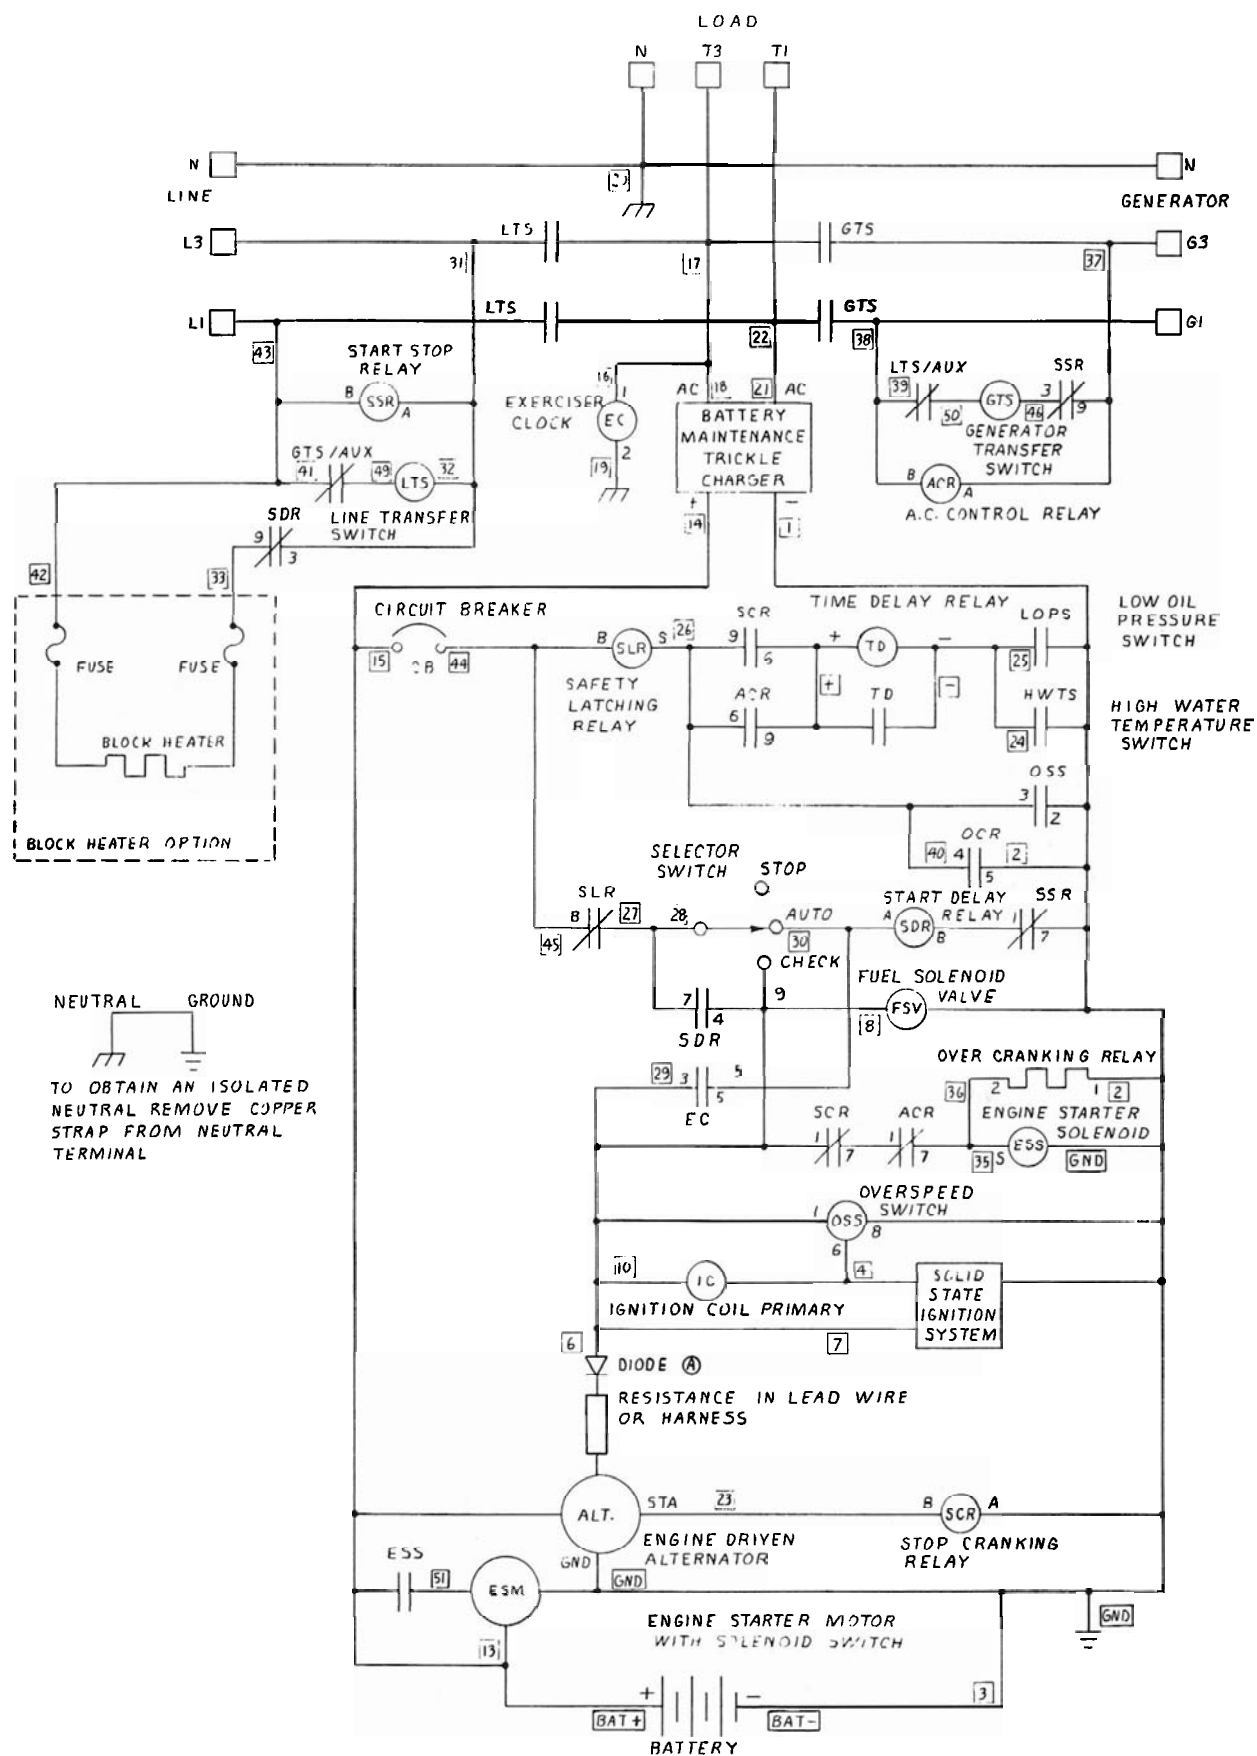 LOAD
N T3 T1
N N
LINE GENERATOR
L3 31 LTS 17 GTS 37 G3
L1 43 LTS 22 GTS 38 G1
START STOP
RELAY
B SSR A
GTS/AUX
41 49 LTS 32
LINE TRANSFER
SWITCH
SDR
9 3
42 33
FUSE FUSE
BLOCK HEATER
BLOCK HEATER OPTION
16 1
EXERCISER
CLOCK
EC
2
19
AC 18 21 AC
BATTERY
MAINTENANCE
TRICKLE
CHARGER
+ −
14 1
LTS/AUX SSR
39 50 GTS 3 46 9
GENERATOR
TRANSFER
SWITCH
B ACR A
A.C. CONTROL RELAY
CIRCUIT BREAKER
15 CB 44
B SLR S 26
SAFETY
LATCHING
RELAY
SCR
9 6
TIME DELAY RELAY
+ TD −
LOPS
25
LOW OIL
PRESSURE
SWITCH
+ −
ACR
6 9
TD
HWTS
24
HIGH WATER
TEMPERATURE
SWITCH
OSS
3 2
OCR
40 4 5 2
SELECTOR
SWITCH
STOP
SLR
45 8 27 28
AUTO
30
START DELAY
RELAY
A SDR B
SSR
1 7
CHECK
7 4
SDR
9
FUEL SOLENOID
VALVE
8 FSV
NEUTRAL GROUND
TO OBTAIN AN ISOLATED
NEUTRAL REMOVE COPPER
STRAP FROM NEUTRAL
TERMINAL
29 3 5 5
EC
OVER CRANKING RELAY
36 2 1 2
SCR ACR
1 7 1 7
ENGINE STARTER
SOLENOID
35 S ESS GND
OVERSPEED
SWITCH
1 OSS 8
6
10 IC 4
IGNITION COIL PRIMARY
SOLID
STATE
IGNITION
SYSTEM
7
6 DIODE A
RESISTANCE IN LEAD WIRE
OR HARNESS
ALT. STA 23 B SCR A
ENGINE DRIVEN
ALTERNATOR
STOP CRANKING
RELAY
GND GND
ESS
51 ESM
GND
ENGINE STARTER MOTOR
WITH SOLENOID SWITCH
13
+ − 3
BAT+ BAT−
BATTERY